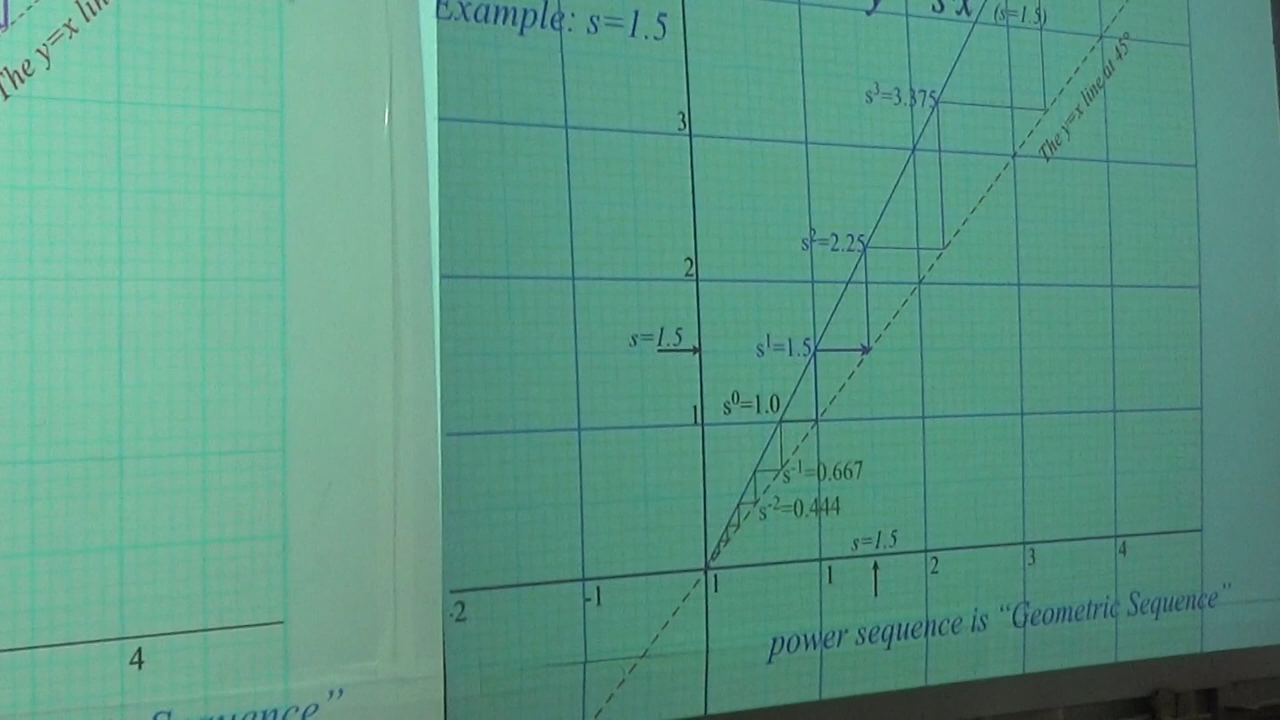 The y=x
4
Example: s=1.5
(s=1.5)
s³=3.375
The y=x line at 45°
3
s²=2.25
2
s=1.5
s¹=1.5
s⁰=1.0
1
s⁻¹=0.667
s⁻²=0.444
s=1.5
-2
-1
1
1
2
3
4
power sequence is “Geometric Sequence”